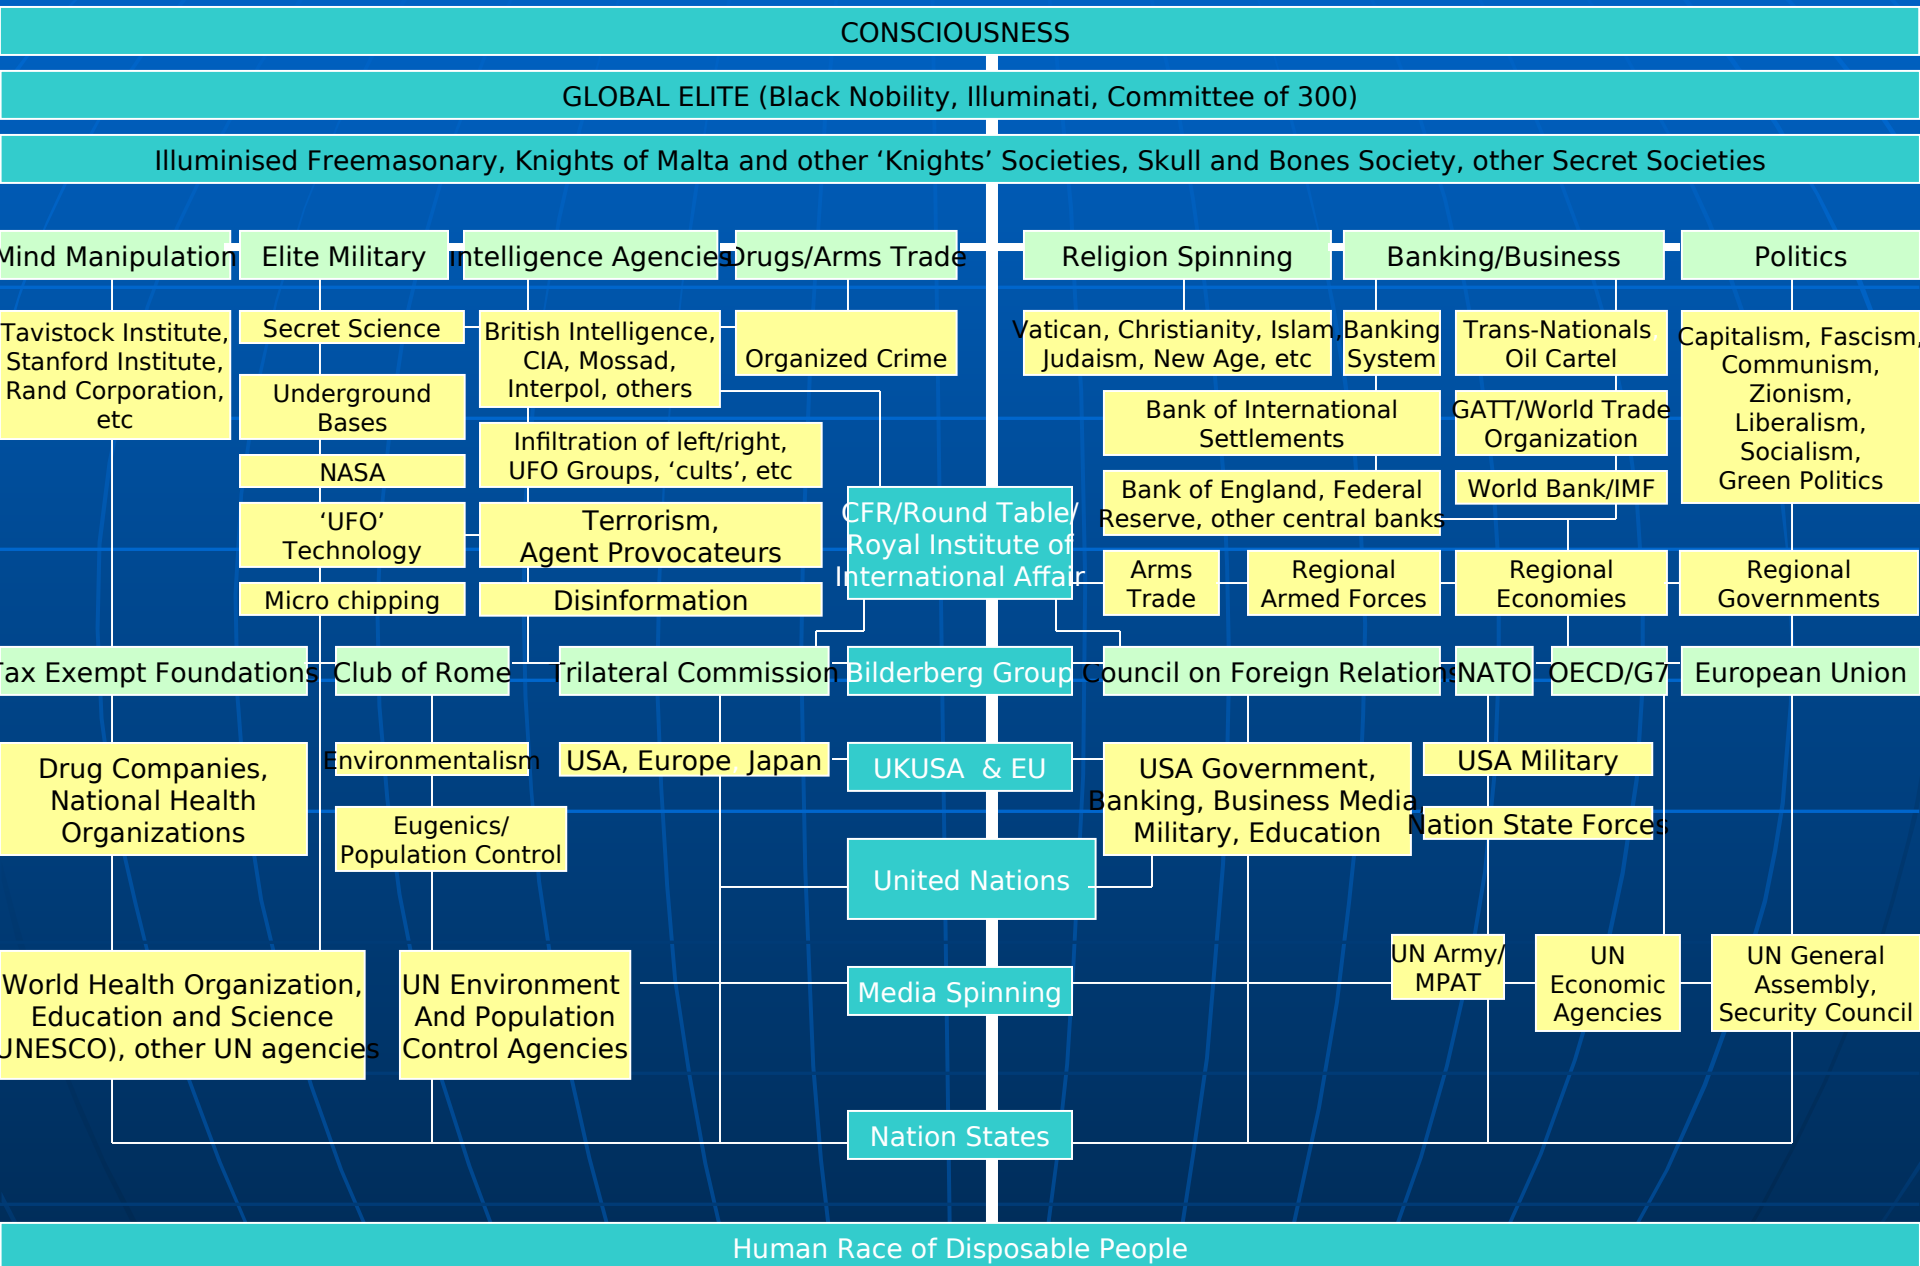 CONSCIOUSNESS
GLOBAL ELITE (Black Nobility, Illuminati, Committee of 300)
Illuminised Freemasonary, Knights of Malta and other ‘Knights’ Societies, Skull and Bones Society, other Secret Societies
Mind Manipulation
Elite Military
Intelligence Agencies
Drugs/Arms Trade
Religion Spinning
Banking/Business
Politics
Tavistock Institute,
Stanford Institute,
Rand Corporation,
etc
Secret Science
Underground
Bases
NASA
‘UFO’
Technology
Micro chipping
British Intelligence,
CIA, Mossad,
Interpol, others
Infiltration of left/right,
UFO Groups, ‘cults’, etc
Terrorism,
Agent Provocateurs
Disinformation
Organized Crime
CFR/Round Table/
Royal Institute of
International Affair
Vatican, Christianity, Islam,
Judaism, New Age, etc
Banking
System
Trans-Nationals,
Oil Cartel
Bank of International
Settlements
GATT/World Trade
Organization
Bank of England, Federal
Reserve, other central banks
World Bank/IMF
Capitalism, Fascism,
Communism,
Zionism,
Liberalism,
Socialism,
Green Politics
Arms
Trade
Regional
Armed Forces
Regional
Economies
Regional
Governments
Tax Exempt Foundations
Club of Rome
Trilateral Commission
Bilderberg Group
Council on Foreign Relations
NATO
OECD/G7
European Union
Drug Companies,
National Health
Organizations
Environmentalism
Eugenics/
Population Control
USA, Europe, Japan
UKUSA  & EU
USA Government,
Banking, Business Media,
Military, Education
USA Military
Nation State Forces
United Nations
World Health Organization,
Education and Science
UNESCO), other UN agencies
UN Environment
And Population
Control Agencies
Media Spinning
UN Army/
MPAT
UN
Economic
Agencies
UN General
Assembly,
Security Council
Nation States
Human Race of Disposable People